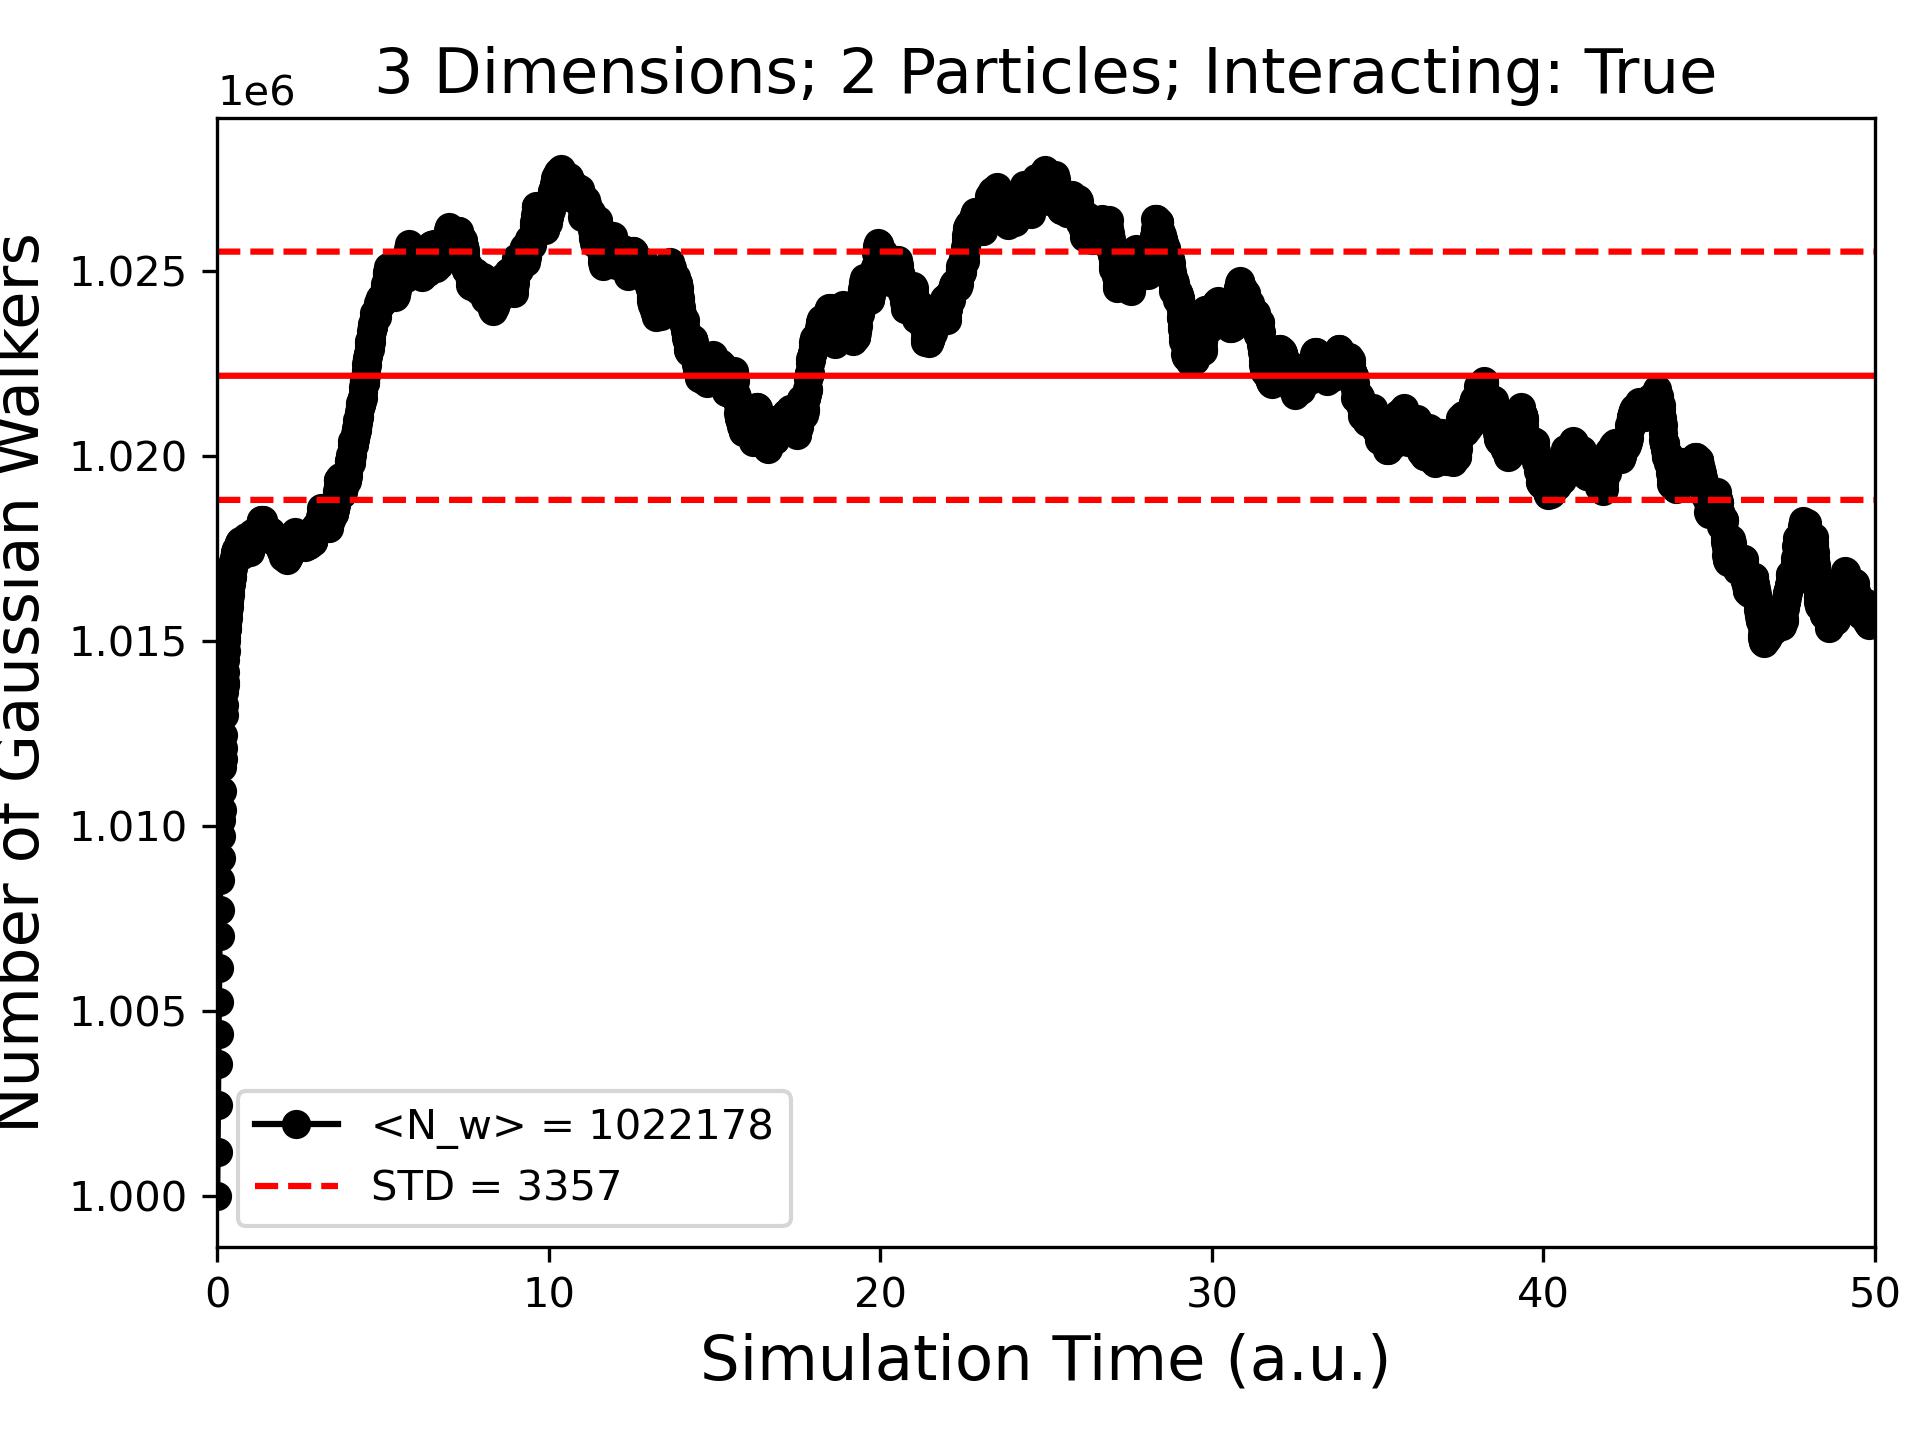 3 Dimensions; 2 Particles; Interacting: True
1e6
Number of Gaussian Walkers
1.025
1.020
1.015
1.010
1.005
1.000
<N_w> = 1022178
STD = 3357
0 10 20 30 40 50
Simulation Time (a.u.)